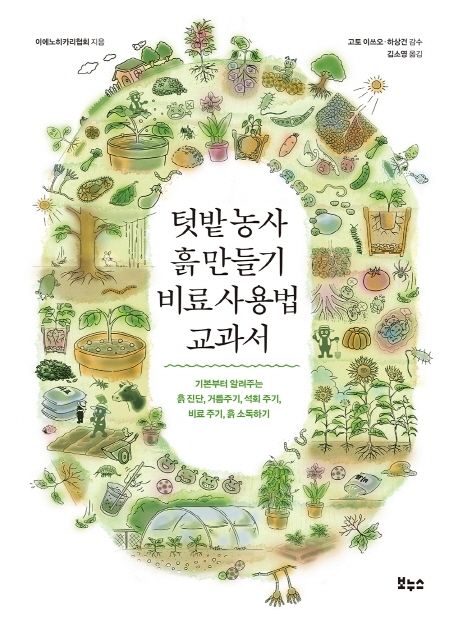 이에노히카리협회 지음
고토 이쓰오·하상건 감수
김소영 옮김
텃밭 농사
흙 만들기
비료 사용법
교과서
기본부터 알려주는
흙 진단, 거름주기, 석회 주기,
비료 주기, 흙 소독하기
보누스